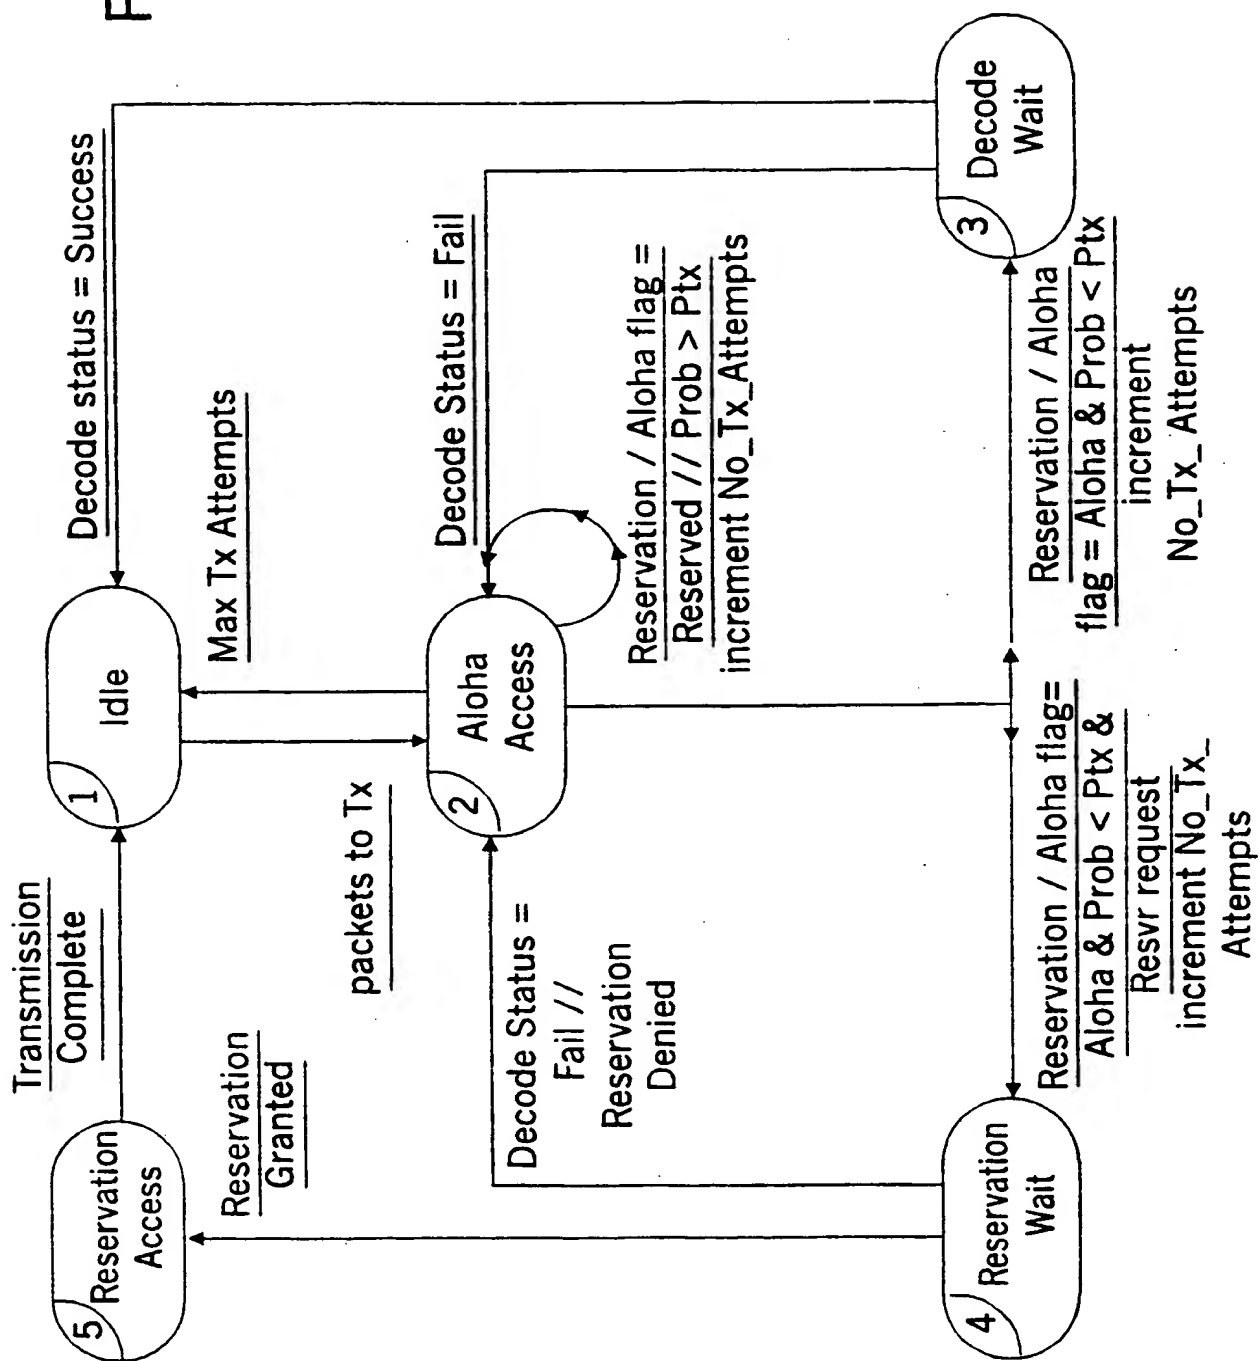 Transmission
Complete
5
Reservation
Access
1
Idle
Decode status = Success
Max Tx Attempts
Reservation
Granted
packets to Tx
Decode Status = Fail
2
Aloha
Access
Decode Status =
Fail //
Reservation
Denied
Reservation / Aloha flag =
Reserved // Prob > Ptx
increment No_Tx_Attempts
4
Reservation
Wait
3
Decode
Wait
Reservation / Aloha flag=
Aloha & Prob < Ptx &
Resvr request
increment No_Tx_
Attempts
Reservation / Aloha
flag = Aloha & Prob < Ptx
increment
No_Tx_ Attempts